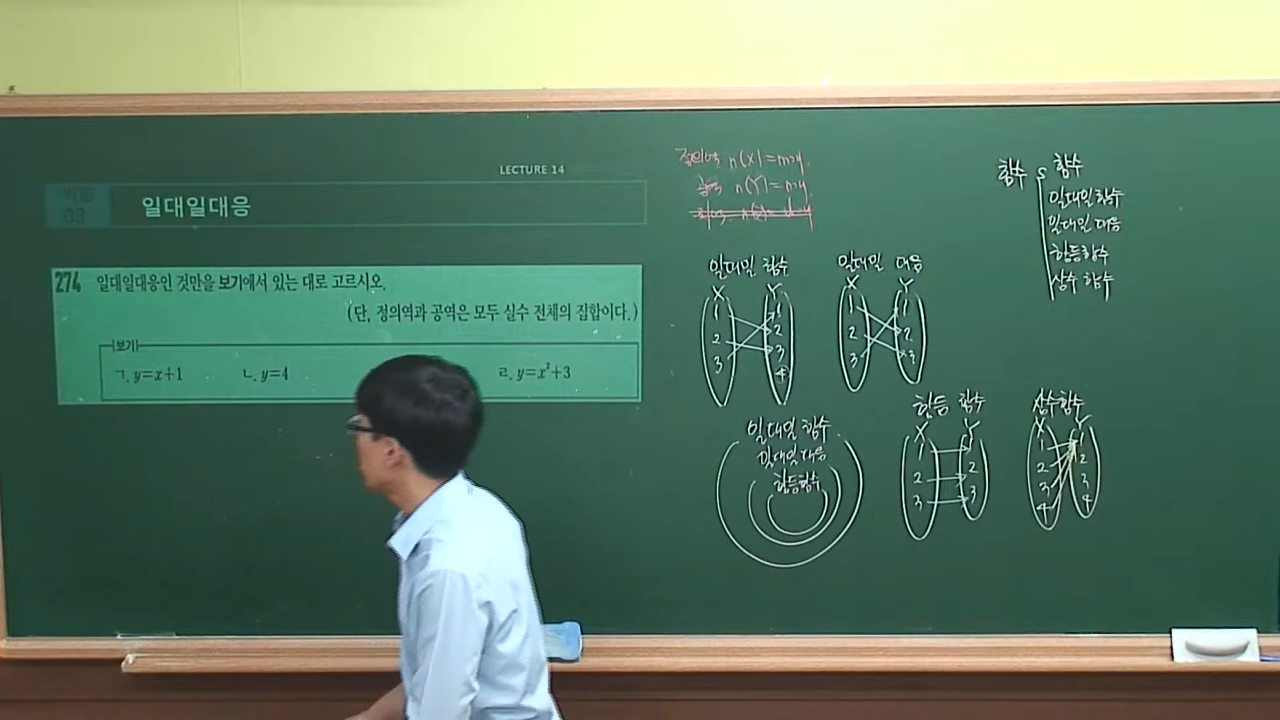 LECTURE 14
03
일대일대응
274 일대일대응인 것만을 보기에서 있는 대로 고르시오.
(단, 정의역과 공역은 모두 실수 전체의 집합이다.)
보기
ㄱ. y=x+1 ㄴ. y=4 ㄹ. y=x²+3
정의역 n(X)=m개
공역 n(Y)=n개
함수 함수
일대일 함수
일대일 대응
항등함수
상수 함수
일대일 함수
X Y
1 1
2 2
3 3
4
일대일 대응
X Y
1 1
2 2
3 3
일대일 함수
일대일 대응
항등함수
항등 함수
X Y
1 1
2 2
3 3
상수함수
X Y
1 1
2 2
3 3
4 4